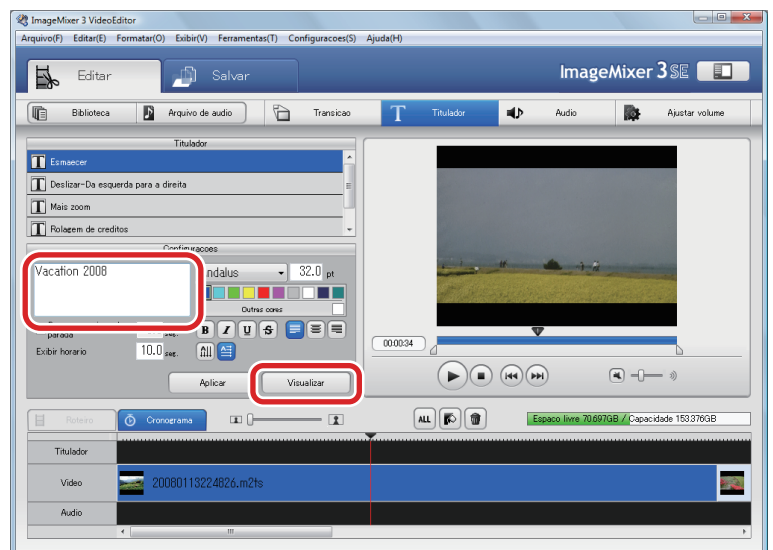 ImageMixer 3 VideoEditor
Arquivo(F) Editar(E) Formatar(O) Exibir(V) Ferramentas(T) Configuracoes(S) Ajuda(H)
Editar Salvar ImageMixer 3 SE
Biblioteca Arquivo de audio Transicao T Titulador Audio Ajustar volume
Titulador
T Esmaecer
T Deslizar-Da esquerda para a direita
T Mais zoom
T Rolagem de creditos
Configuracoes
Vacation 2008
ndalus 32.0 pt
Outras cores
parada seg. B I U S
Exibir horario 10.0 seg.
Aplicar Visualizar
00:00:34
Roteiro Cronograma ALL Espaco livre 70.697GB / Capacidade 153.376GB
Titulador
Video 20080113224826.m2ts
Audio